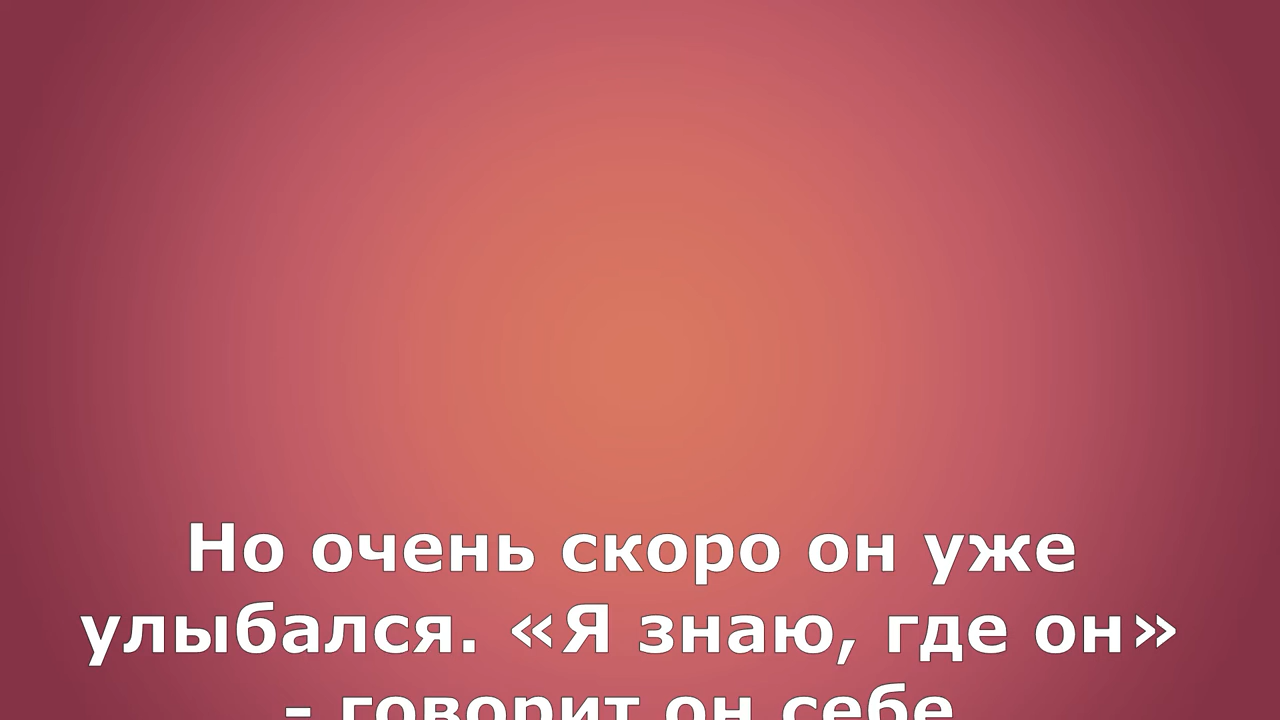 Но очень скоро он уже
улыбался. «Я знаю, где он»
- говорит он себе